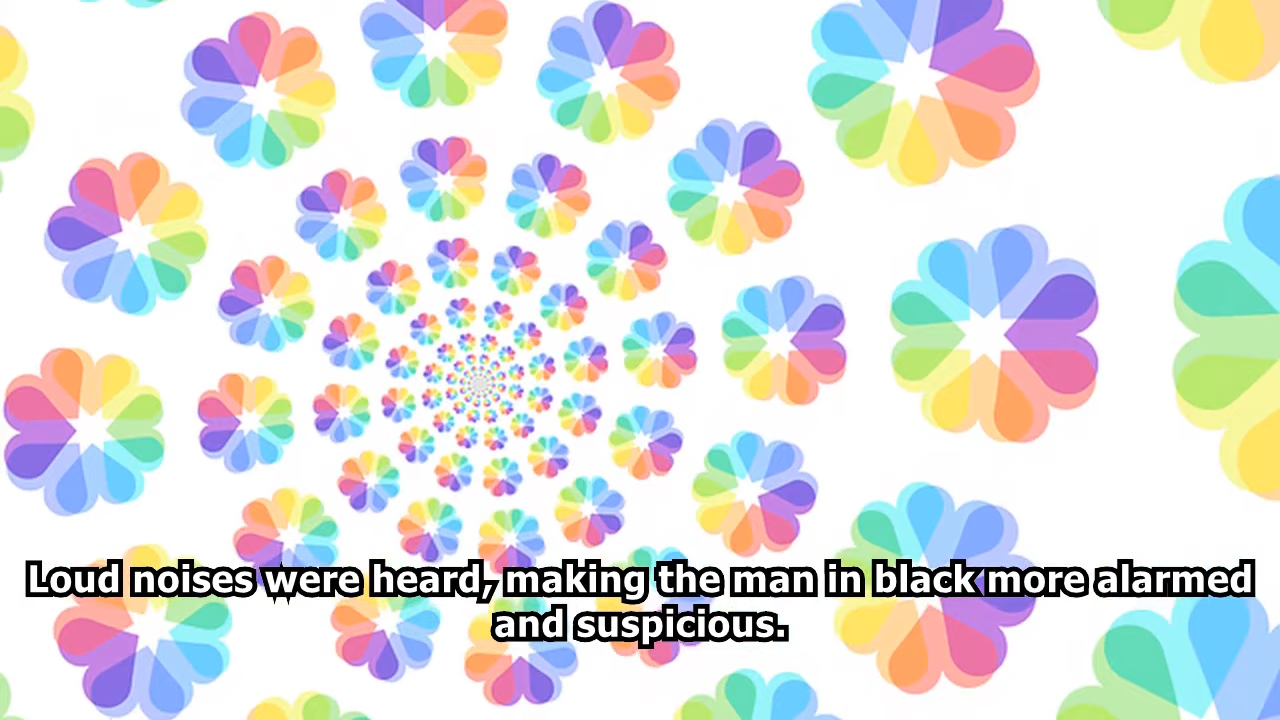 Loud noises were heard, making the man in black more alarmed
and suspicious.